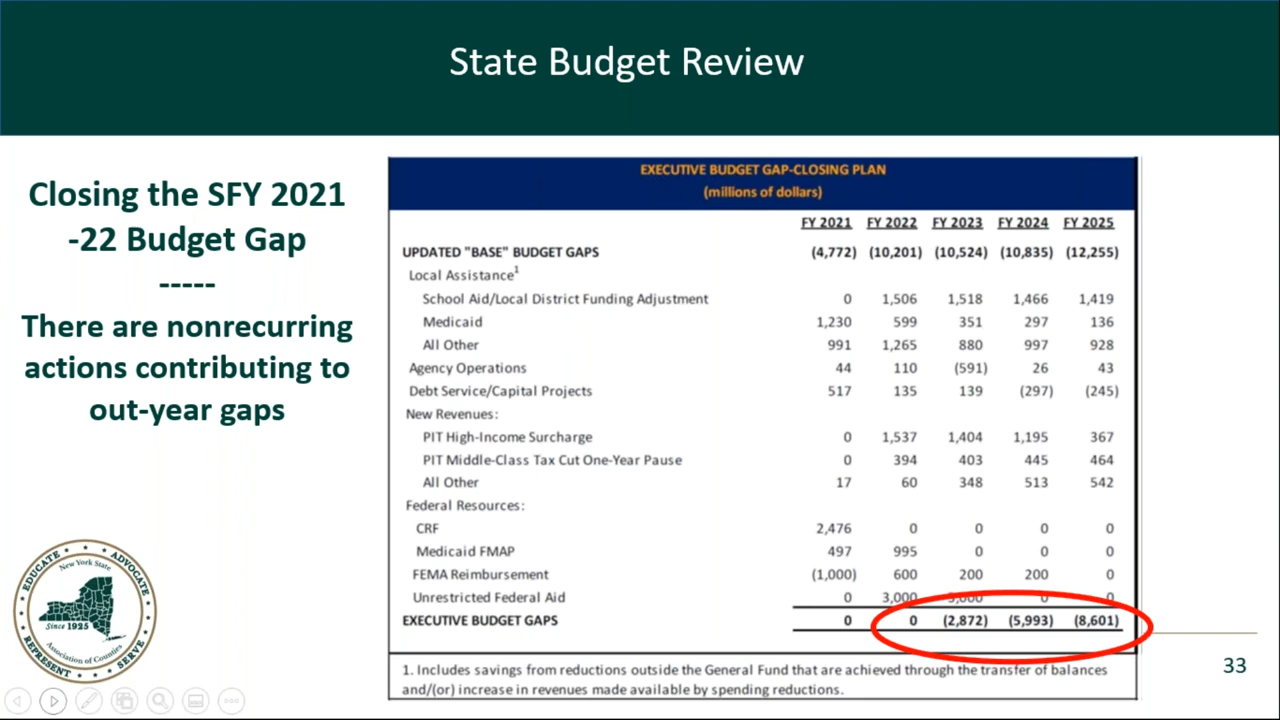 State Budget Review
Closing the SFY 2021
-22 Budget Gap
-----
There are nonrecurring
actions contributing to
out-year gaps
EXECUTIVE BUDGET GAP-CLOSING PLAN
(millions of dollars)
FY 2021 FY 2022 FY 2023 FY 2024 FY 2025
UPDATED "BASE" BUDGET GAPS (4,772) (10,201) (10,524) (10,835) (12,255)
Local Assistance1
School Aid/Local District Funding Adjustment 0 1,506 1,518 1,466 1,419
Medicaid 1,230 599 351 297 136
All Other 991 1,265 880 997 928
Agency Operations 44 110 (591) 26 43
Debt Service/Capital Projects 517 135 139 (297) (245)
New Revenues:
PIT High-Income Surcharge 0 1,537 1,404 1,195 367
PIT Middle-Class Tax Cut One-Year Pause 0 394 403 445 464
All Other 17 60 348 513 542
Federal Resources:
CRF 2,476 0 0 0 0
Medicaid FMAP 497 995 0 0 0
FEMA Reimbursement (1,000) 600 200 200 0
Unrestricted Federal Aid 0 3,000 3,000 0 0
EXECUTIVE BUDGET GAPS 0 0 (2,872) (5,993) (8,601)
1. Includes savings from reductions outside the General Fund that are achieved through the transfer of balances
and/(or) increase in revenues made available by spending reductions.
EDUCATE ADVOCATE REPRESENT SERVE
New York State
Since 1925
Association of Counties
33